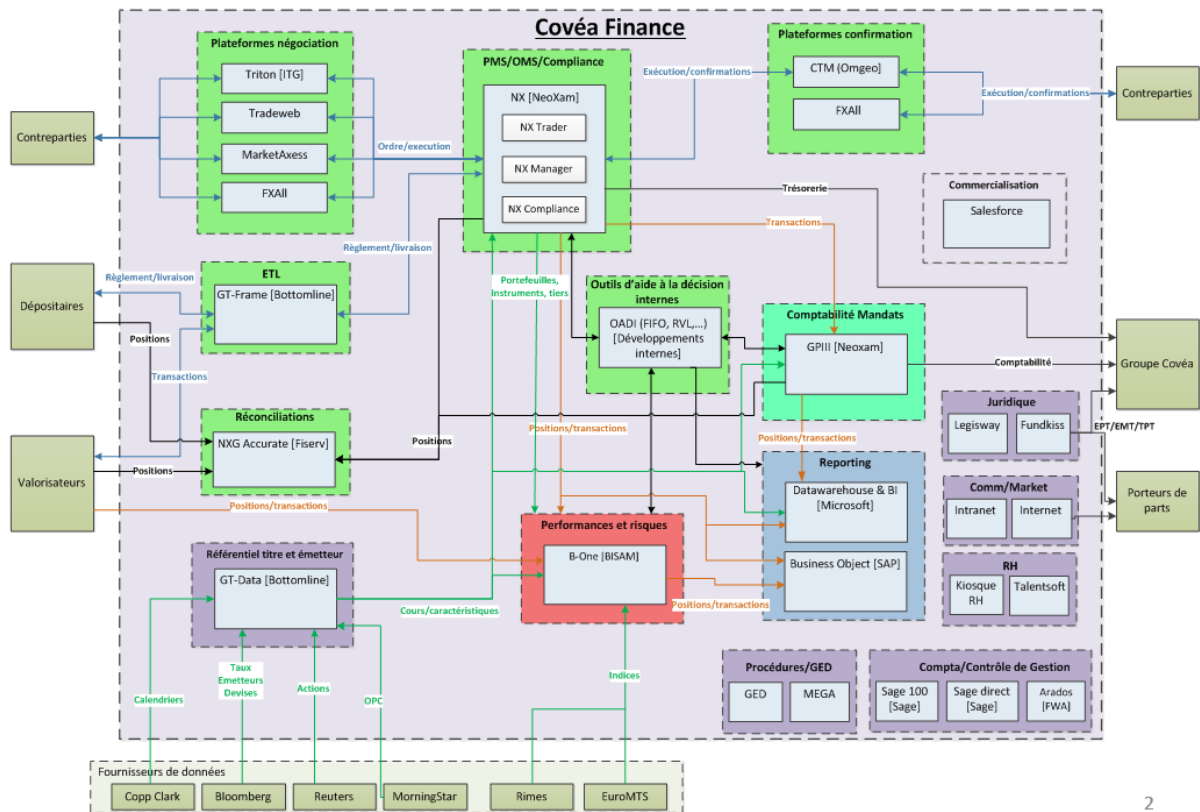 Covéa Finance
Plateformes négociation
Triton [ITG]
Tradeweb
MarketAxess
FXAll
Contreparties
Ordre/execution
PMS/OMS/Compliance
NX [NeoXam]
NX Trader
NX Manager
NX Compliance
Exécution/confirmations
Plateformes confirmation
CTM (Omgeo)
FXAll
Exécution/confirmations
Contreparties
Trésorerie
Commercialisation
Salesforce
Transactions
Règlement/livraison
Règlement/livraison
ETL
GT-Frame [Bottomline]
Dépositaires
Positions
Transactions
Portefeuilles,
Instruments, tiers
Outils d'aide à la décision
internes
OADI (FIFO, RVL,...)
[Développements
internes]
Comptabilité Mandats
GPIII [Neoxam]
Comptabilité
Groupe Covéa
Juridique
Legisway
Fundkiss
EPT/EMT/TPT
Réconciliations
NXG Accurate [Fiserv]
Positions
Positions
Valorisateurs
Positions/transactions
Positions/transactions
Reporting
Datawarehouse & BI
[Microsoft]
Business Object [SAP]
Comm/Market
Intranet
Internet
Porteurs de
parts
Performances et risques
B-One [BISAM]
Positions/transactions
Référentiel titre et émetteur
GT-Data [Bottomline]
Cours/caractéristiques
RH
Kiosque
RH
Talentsoft
Calendriers
Taux
Emetteurs
Devises
Actions
OPC
Indices
Procédures/GED
GED
MEGA
Compta/Contrôle de Gestion
Sage 100
[Sage]
Sage direct
[Sage]
Arados
[FWA]
Fournisseurs de données
Copp Clark
Bloomberg
Reuters
MorningStar
Rimes
EuroMTS
2